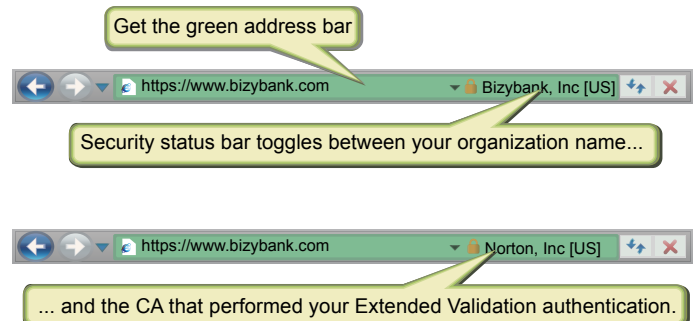 Get the green address bar
https://www.bizybank.com Bizybank, Inc [US]
Security status bar toggles between your organization name...
https://www.bizybank.com Norton, Inc [US]
... and the CA that performed your Extended Validation authentication.